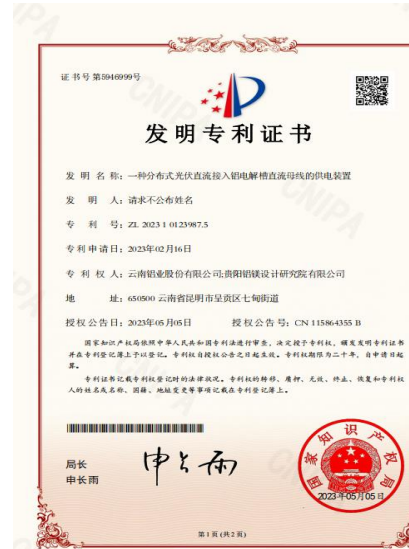 证书号第5946999号
发明专利证书
发 明 名 称：一种分布式光伏直流接入铝电解槽直流母线的供电装置
发 明 人：请求不公布姓名
专 利 号：ZL 2023 1 0123987.5
专利申请日：2023年02月16日
专 利 权 人：云南铝业股份有限公司;贵阳铝镁设计研究院有限公司
地 址：650500 云南省昆明市呈贡区七甸街道
授权公告日：2023年05月05日 授权公告号：CN 115864355 B
国家知识产权局依照中华人民共和国专利法进行审查，决定授予专利权，颁发发明专利证书
并在专利登记簿上予以登记。专利权自授权公告之日起生效。专利权期限为二十年，自申请日起
算。
专利证书记载专利权登记时的法律状况。专利权的转移、质押、无效、终止、恢复和专利权
人的姓名或名称、国籍、地址变更等事项记载在专利登记簿上。
局长
申长雨
申长雨
国家知识产权局
2023年05月05日
第1页(共2页)
CNIPA
CNIPA